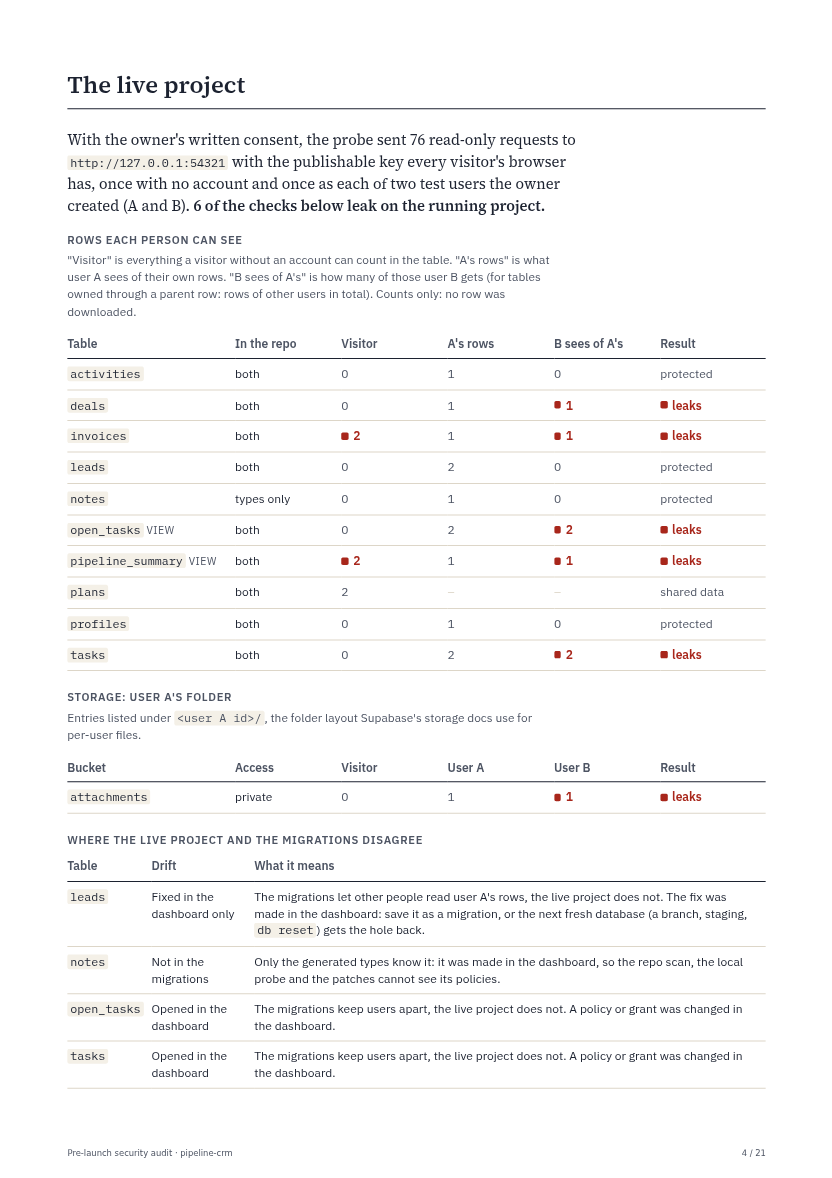 The live project
With the owner's written consent, the probe sent 76 read-only requests to
http://127.0.0.1:54321 with the publishable key every visitor's browser
has, once with no account and once as each of two test users the owner
created (A and B). 6 of the checks below leak on the running project.
ROWS EACH PERSON CAN SEE
"Visitor" is everything a visitor without an account can count in the table. "A's rows" is what
user A sees of their own rows. "B sees of A's" is how many of those user B gets (for tables
owned through a parent row: rows of other users in total). Counts only: no row was
downloaded.
Table In the repo Visitor A's rows B sees of A's Result
activities both 0 1 0 protected
deals both 0 1 1 leaks
invoices both 2 1 1 leaks
leads both 0 2 0 protected
notes types only 0 1 0 protected
open_tasks VIEW both 0 2 2 leaks
pipeline_summary VIEW both 2 1 1 leaks
plans both 2 – – shared data
profiles both 0 1 0 protected
tasks both 0 2 2 leaks
STORAGE: USER A'S FOLDER
Entries listed under <user A id>/, the folder layout Supabase's storage docs use for
per-user files.
Bucket Access Visitor User A User B Result
attachments private 0 1 1 leaks
WHERE THE LIVE PROJECT AND THE MIGRATIONS DISAGREE
Table Drift What it means
leads Fixed in the The migrations let other people read user A's rows, the live project does not. The fix was
dashboard only made in the dashboard: save it as a migration, or the next fresh database (a branch, staging,
db reset) gets the hole back.
notes Not in the Only the generated types know it: it was made in the dashboard, so the repo scan, the local
migrations probe and the patches cannot see its policies.
open_tasks Opened in the The migrations keep users apart, the live project does not. A policy or grant was changed in
dashboard the dashboard.
tasks Opened in the The migrations keep users apart, the live project does not. A policy or grant was changed in
dashboard the dashboard.
Pre-launch security audit · pipeline-crm 4 / 21